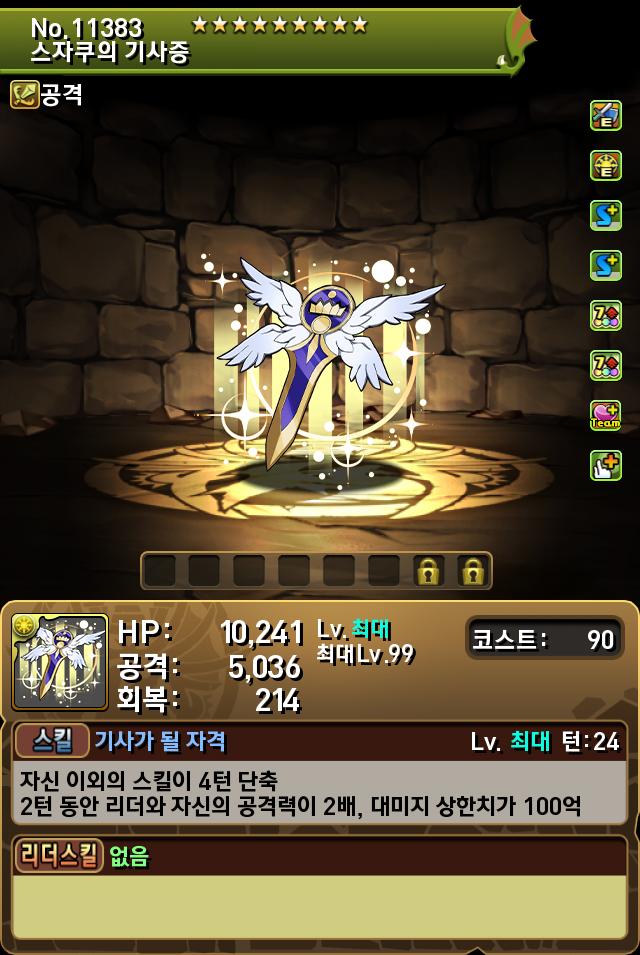 No.11383 ★★★★★★★★★
스자쿠의 기사증
공격
E
E
S+
S+
7
7
Team
HP: 10,241 Lv.최대
최대Lv.99
공격: 5,036
회복: 214
코스트: 90
스킬 기사가 될 자격 Lv. 최대 턴:24
자신 이외의 스킬이 4턴 단축
2턴 동안 리더와 자신의 공격력이 2배, 대미지 상한치가 100억
리더스킬 없음